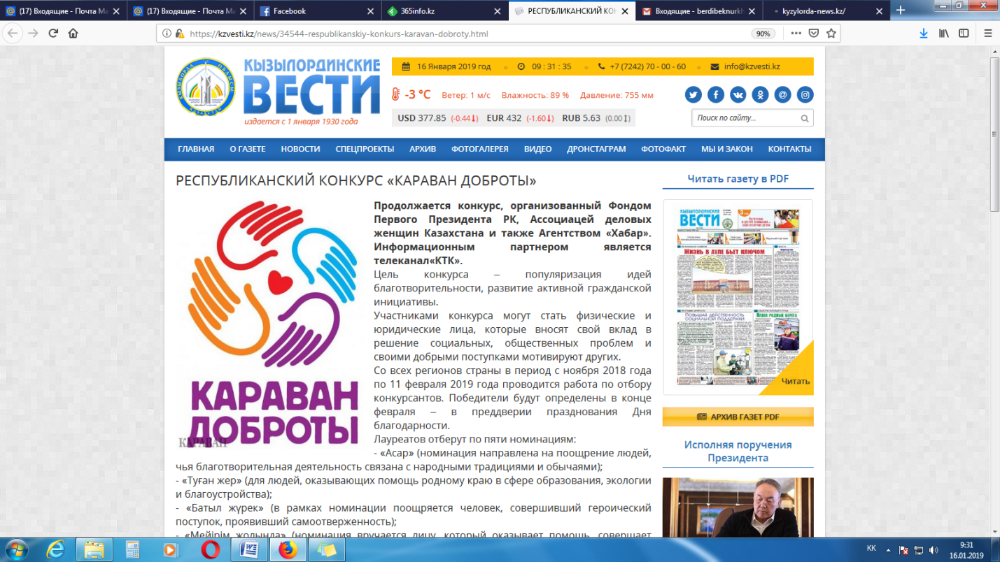 (17) Входящие - Почта Ма
(17) Входящие - Почта Ма
Facebook
365info.kz
РЕСПУБЛИКАНСКИЙ КОН
Входящие - berdibeknurkh
kyzylorda-news.kz/
https://kzvesti.kz/news/34544-respublikanskiy-konkurs-karavan-dobroty.html
90%
КЫЗЫЛОРДИНСКИЕ
ВЕСТИ
издается с 1 января 1930 года
16 Января 2019 год
09 : 31 : 35
+7 (7242) 70 - 00 - 60
info@kzvesti.kz
-3 °C Ветер: 1 м/с Влажность: 89 % Давление: 755 мм
USD 377.85 (-0.44) EUR 432 (-1.60) RUB 5.63 (0.00)
Поиск по сайту...
ГЛАВНАЯ О ГАЗЕТЕ НОВОСТИ СПЕЦПРОЕКТЫ АРХИВ ФОТОГАЛЕРЕЯ ВИДЕО ДРОНСТАГРАМ ФОТОФАКТ МЫ И ЗАКОН КОНТАКТЫ
РЕСПУБЛИКАНСКИЙ КОНКУРС «КАРАВАН ДОБРОТЫ»
КАРАВАН
ДОБРОТЫ
КАРАВАН
Продолжается конкурс, организованный Фондом
Первого Президента РК, Ассоциацей деловых
женщин Казахстана и также Агентством «Хабар».
Информационным партнером является
телеканал«КТК».
Цель конкурса – популяризация идей
благотворительности, развитие активной гражданской
инициативы.
Участниками конкурса могут стать физические и
юридические лица, которые вносят свой вклад в
решение социальных, общественных проблем и
своими добрыми поступками мотивируют других.
Со всех регионов страны в период с ноября 2018 года
по 11 февраля 2019 года проводится работа по отбору
конкурсантов. Победители будут определены в конце
февраля – в преддверии празднования Дня
благодарности.
Лауреатов отберут по пяти номинациям:
- «Асар» (номинация направлена на поощрение людей,
чья благотворительная деятельность связана с народными традициями и обычаями);
- «Туған жер» (для людей, оказывающих помощь родному краю в сфере образования, экологии
и благоустройства);
- «Батыл жүрек» (в рамках номинации поощряется человек, совершивший героический
поступок, проявивший самоотверженность);
- «Мейірім жолында» (номинация вручается лицу, который оказывает помощь, совершает
Читать газету в PDF
КЫЗЫЛОРДИНСКИЕ
ВЕСТИ
ЖИЗНЬ В АУЛЕ БЬЕТ КЛЮЧОМ
ПОВЫШАЯ ДЕЙСТВЕННОСТЬ
СОЦИАЛЬНОЙ ПОДДЕРЖКИ
Читать
АРХИВ ГАЗЕТ PDF
Исполняя поручения
Президента
KK
9:31
16.01.2019